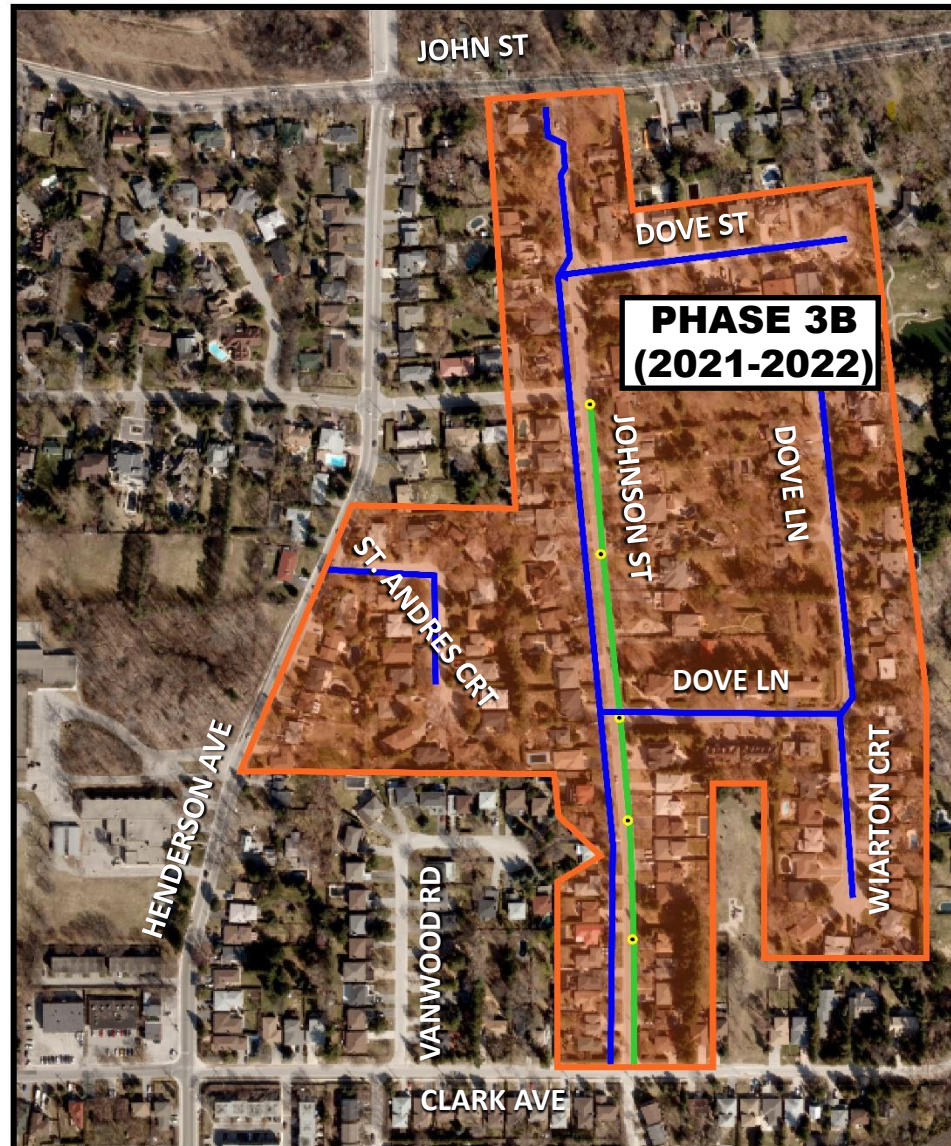 JOHN ST
DOVE ST
PHASE 3B
(2021-2022)
JOHNSON ST
DOVE LN
ST. ANDRES CRT
DOVE LN
HENDERSON AVE
WIARTON CRT
VANWOOD RD
CLARK AVE